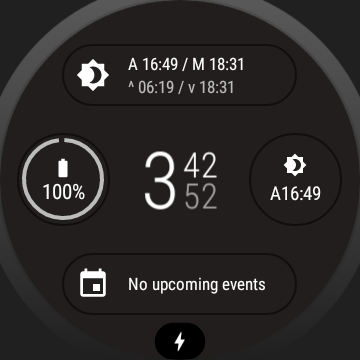 A 16:49 / M 18:31
^ 06:19 / v 18:31
100%
3 42
52
A16:49
No upcoming events